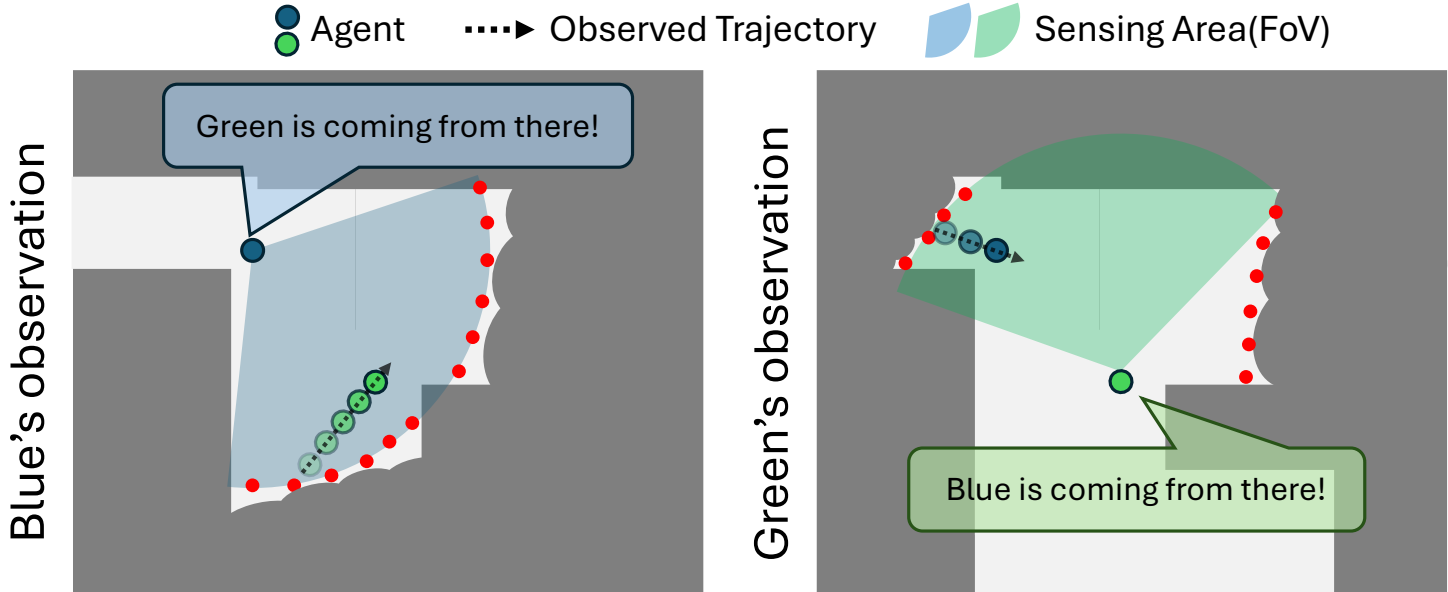 Agent
Observed Trajectory
Sensing Area(FoV)
Blue's observation
Green is coming from there!
Green's observation
Blue is coming from there!